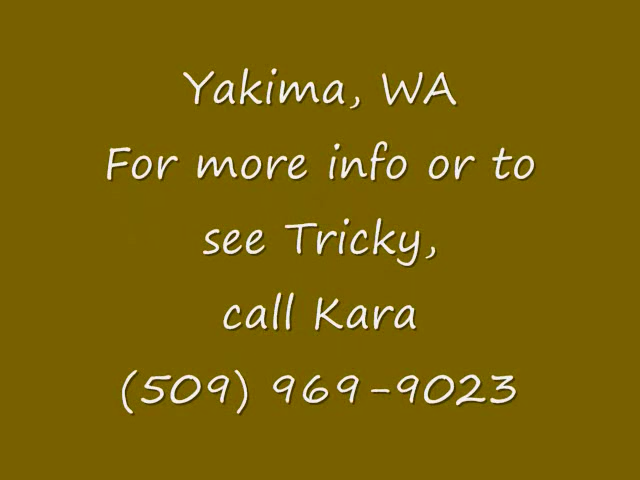 Yakima, WA
For more info or to
see Tricky,
call Kara
(509) 969-9023